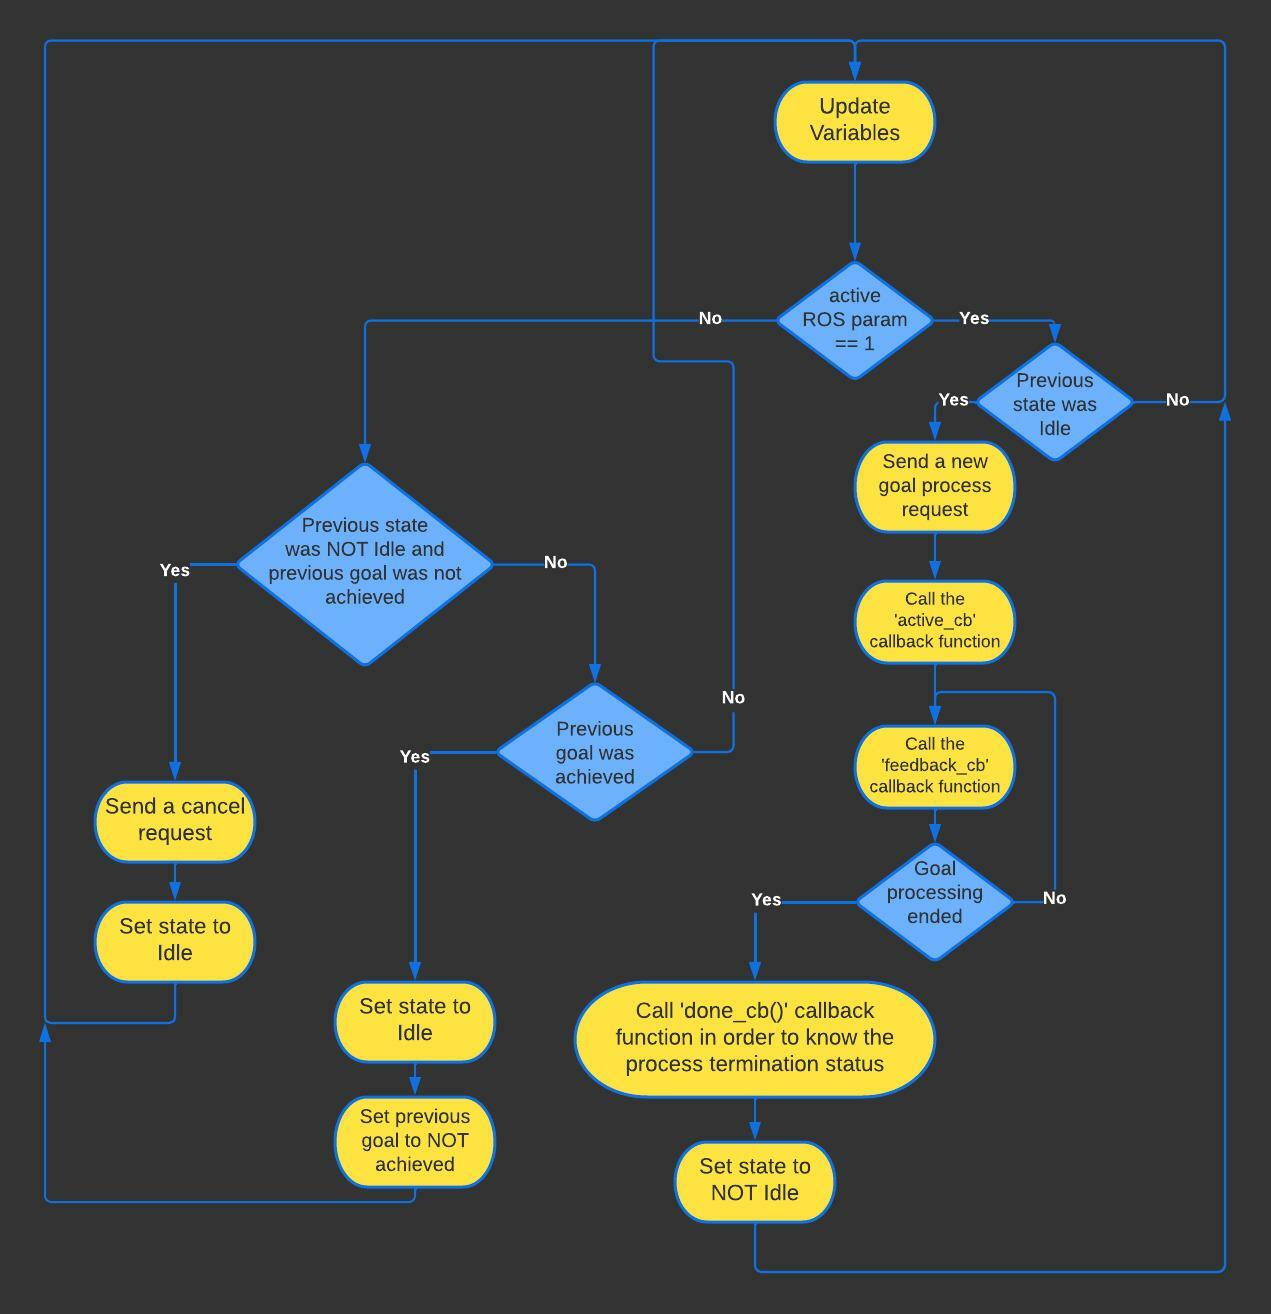 Update
Variables
active
ROS param
== 1
No
Yes
Previous
state was
Idle
Yes
No
Send a new
goal process
request
Call the
'active_cb'
callback function
Call the
'feedback_cb'
callback function
Goal
processing
ended
No
Yes
Call 'done_cb()' callback
function in order to know the
process termination status
Set state to
NOT Idle
Previous state
was NOT Idle and
previous goal was not
achieved
Yes
No
Send a cancel
request
Set state to
Idle
Previous
goal was
achieved
Yes
No
Set state to
Idle
Set previous
goal to NOT
achieved